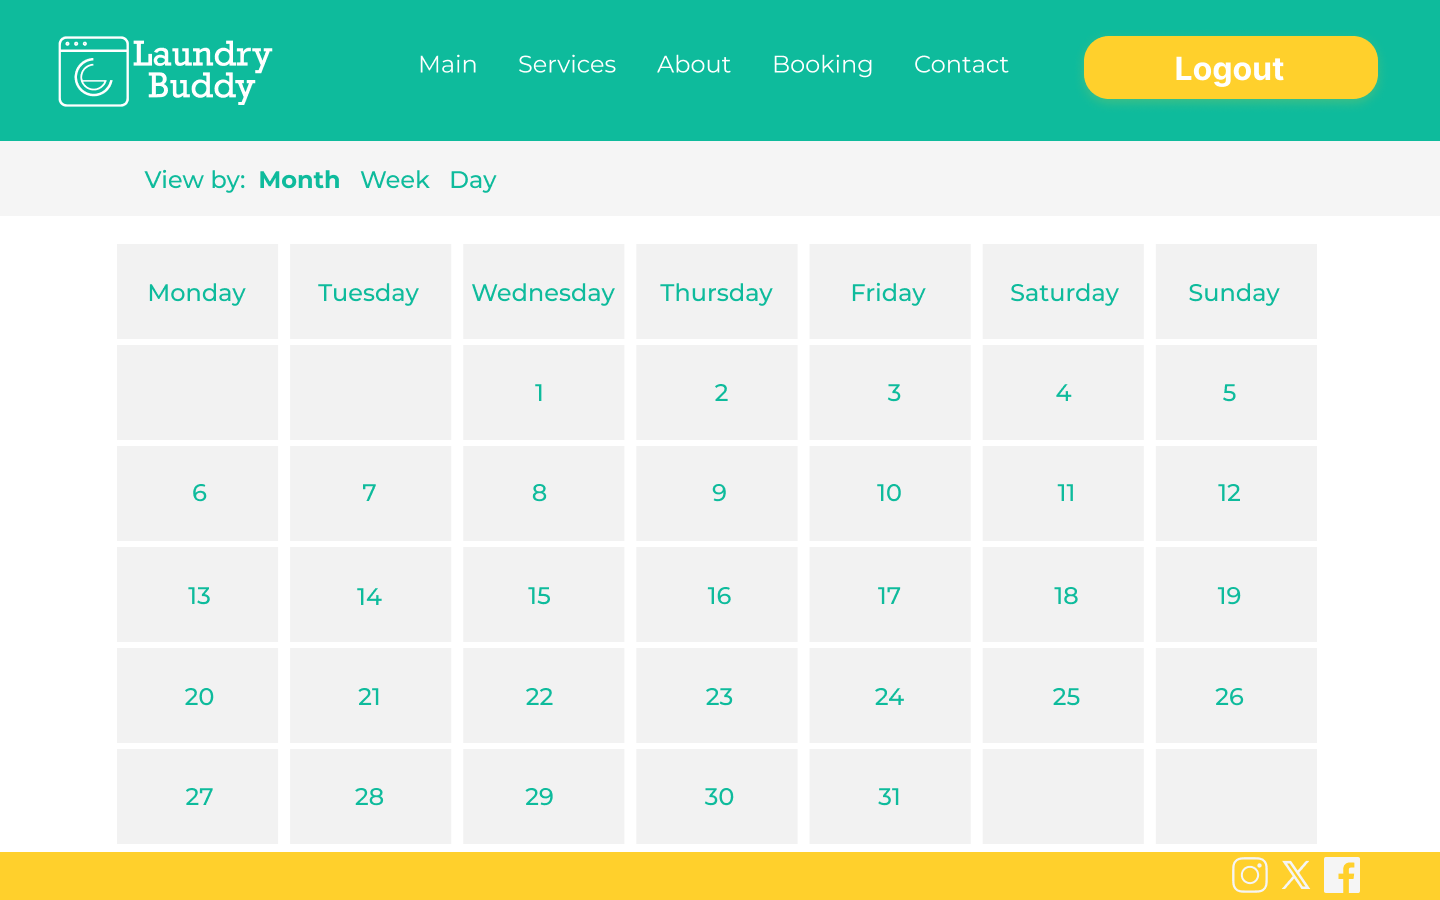 Laundry
Buddy
Main Services About Booking Contact
Logout
View by: Month Week Day
Monday Tuesday Wednesday Thursday Friday Saturday Sunday
1 2 3 4 5
6 7 8 9 10 11 12
13 14 15 16 17 18 19
20 21 22 23 24 25 26
27 28 29 30 31